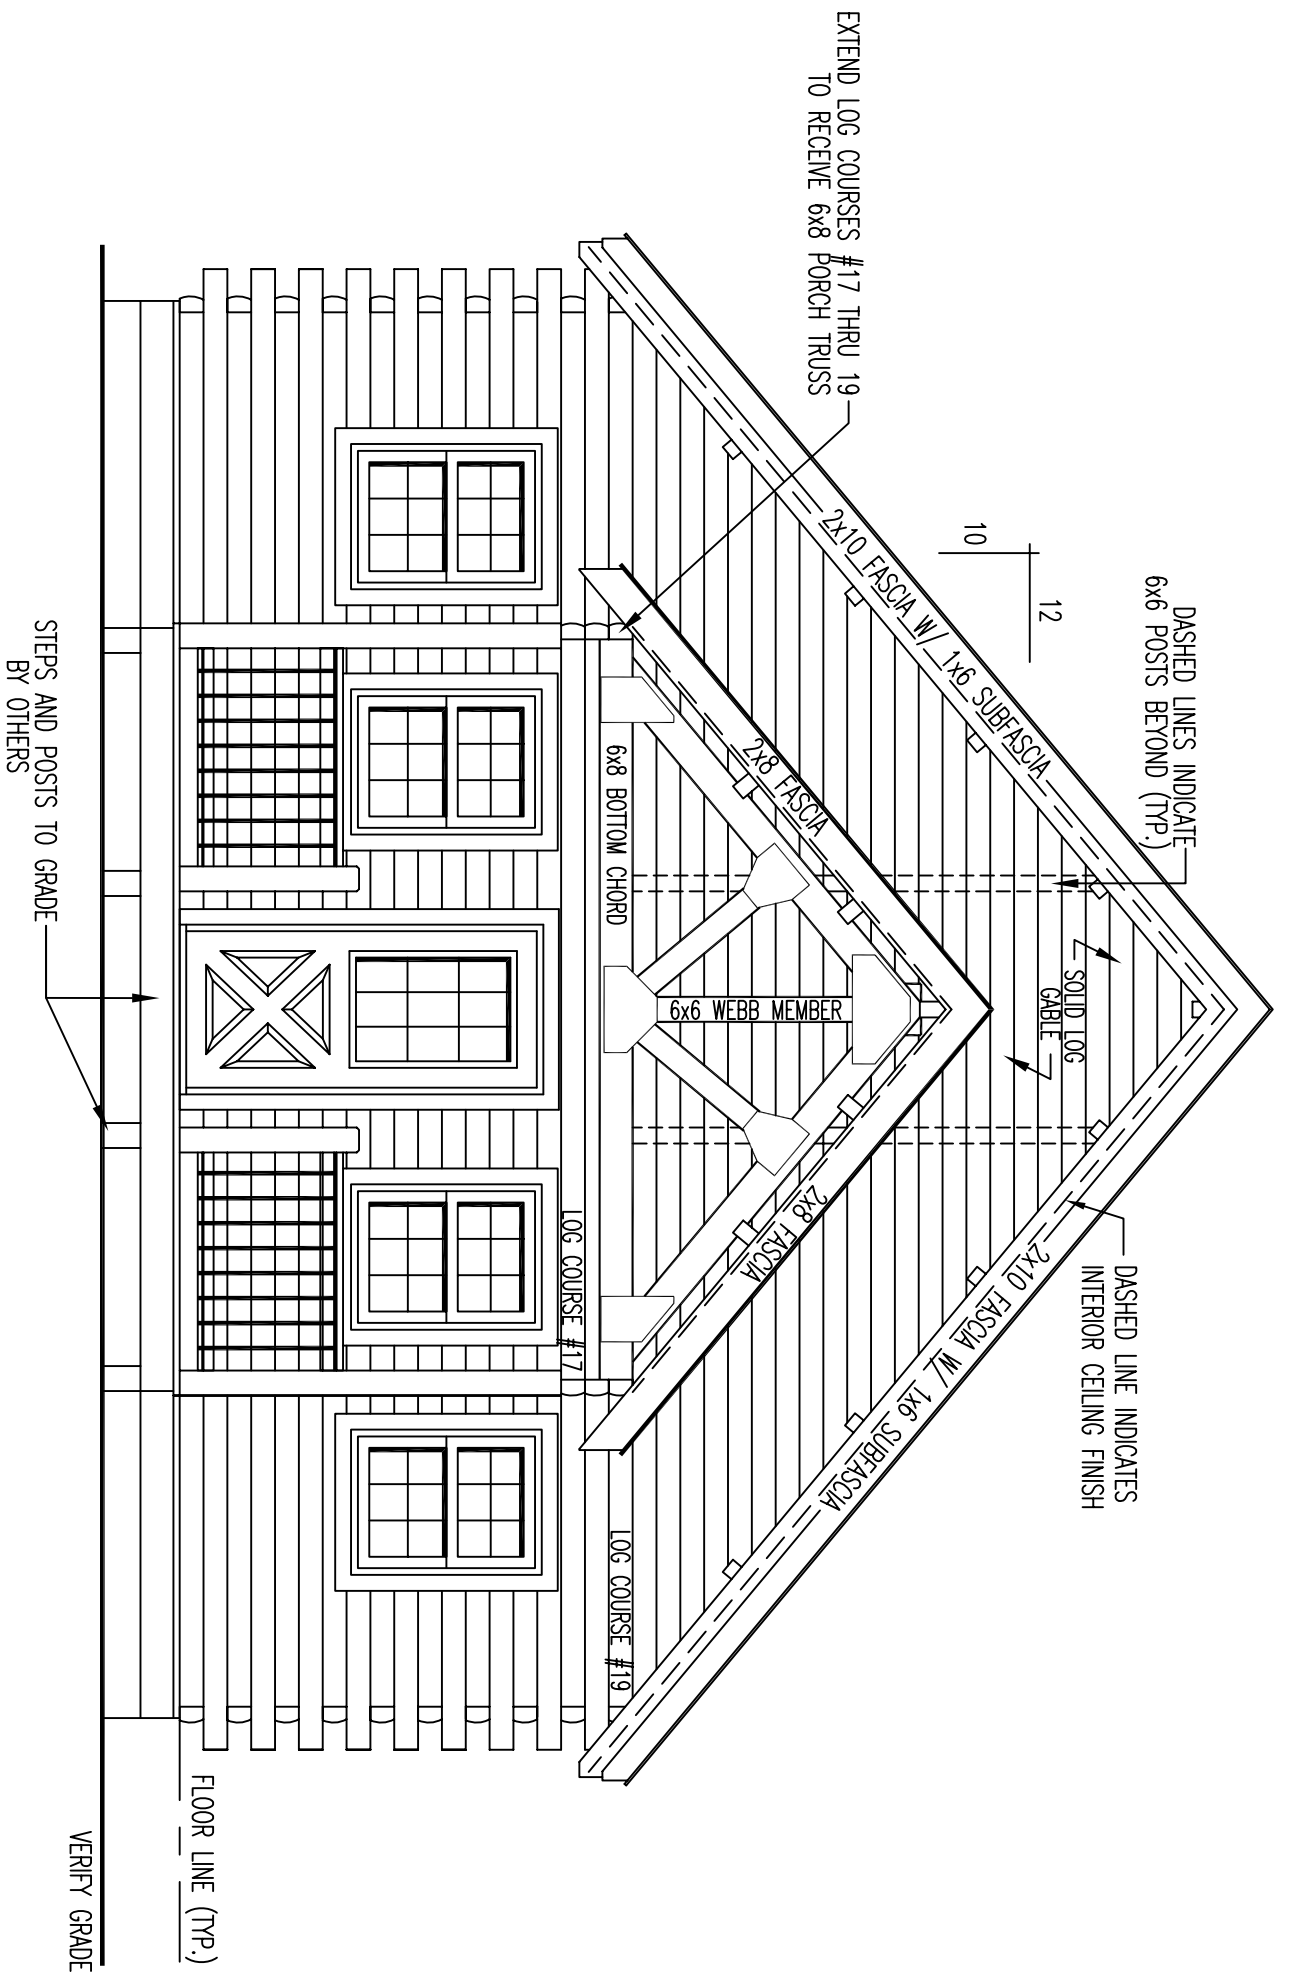 DASHED LINES INDICATE
6x6 POSTS BEYOND (TYP.)
12
10
SOLID LOG
GABLE
DASHED LINE INDICATES
INTERIOR CEILING FINISH
2x10 FASCIA W/ 1x6 SUBFASCIA
2x10 FASCIA W/ 1x6 SUBFASCIA
EXTEND LOG COURSES #17 THRU 19
TO RECEIVE 6x8 PORCH TRUSS
2x8 FASCIA
2x8 FASCIA
6x6 WEBB MEMBER
6x8 BOTTOM CHORD
LOG COURSE #19
LOG COURSE #17
FLOOR LINE (TYP.)
VERIFY GRADE
STEPS AND POSTS TO GRADE
BY OTHERS